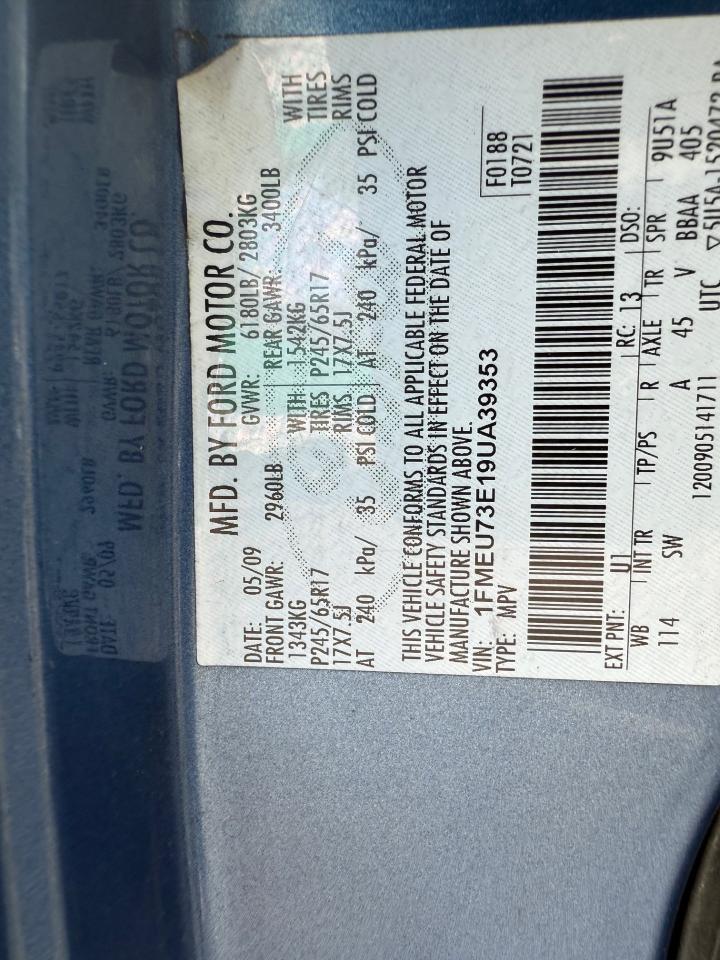 MFD. BY FORD MOTOR CO.
DATE: 05/09 GVWR: 6180LB/ 2803KG
FRONT GAWR: 2960LB REAR GAWR: 3400LB
1343KG WITH 1542KG WITH
P245/65R17 TIRES P245/65R17 TIRES
17X7.5J RIMS 17X7.5J RIMS
AT 240 kPa/ 35 PSI COLD AT 240 kPa/ 35 PSI COLD
THIS VEHICLE CONFORMS TO ALL APPLICABLE FEDERAL MOTOR
VEHICLE SAFETY STANDARDS IN EFFECT ON THE DATE OF
MANUFACTURE SHOWN ABOVE.
VIN: 1FMEU73E19UA39353
TYPE: MPV
F0188
T0721
EXT PNT: U1 RC: 13 DSO:
WB INT TR TP/PS R AXLE TR SPR 9U51A
114 SW A 45 V BBAA 405
1200905141711 UTC